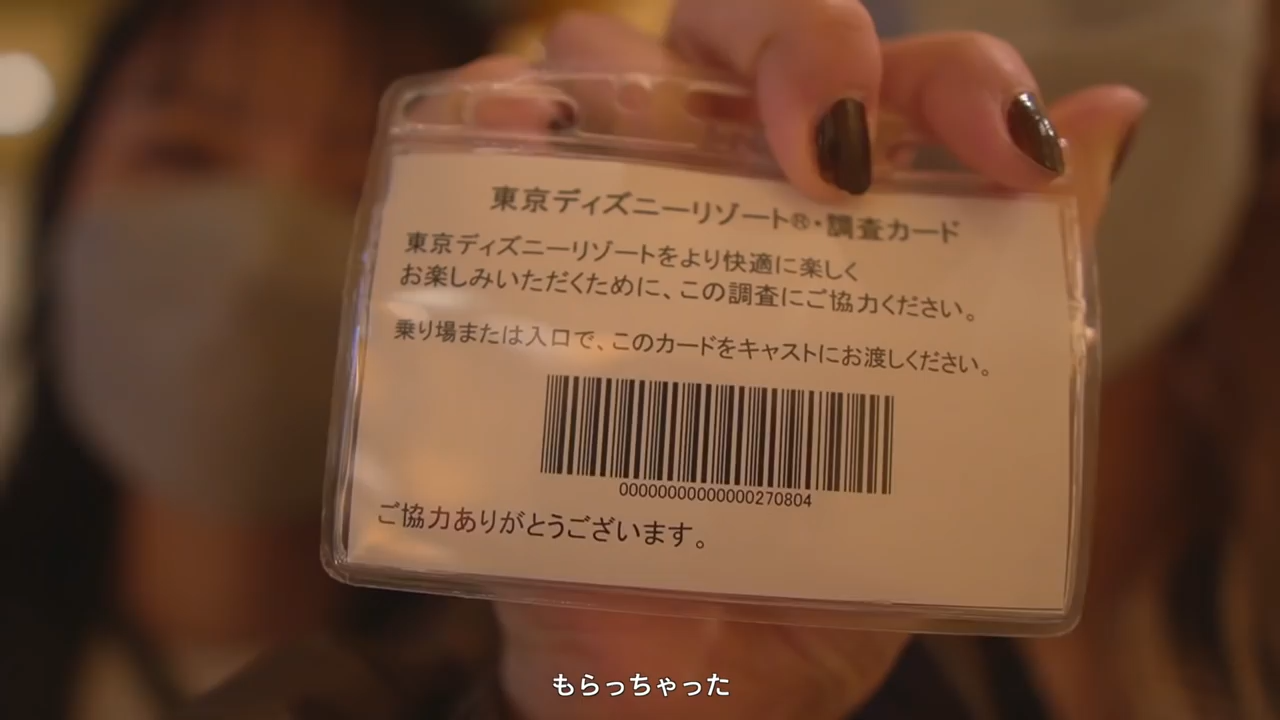 東京ディズニーリゾート®・調査カード
東京ディズニーリゾートをより快適に楽しく
お楽しみいただくために、この調査にご協力ください。
乗り場または入口で、このカードをキャストにお渡しください。
00000000000000270804
ご協力ありがとうございます。
もらっちゃった